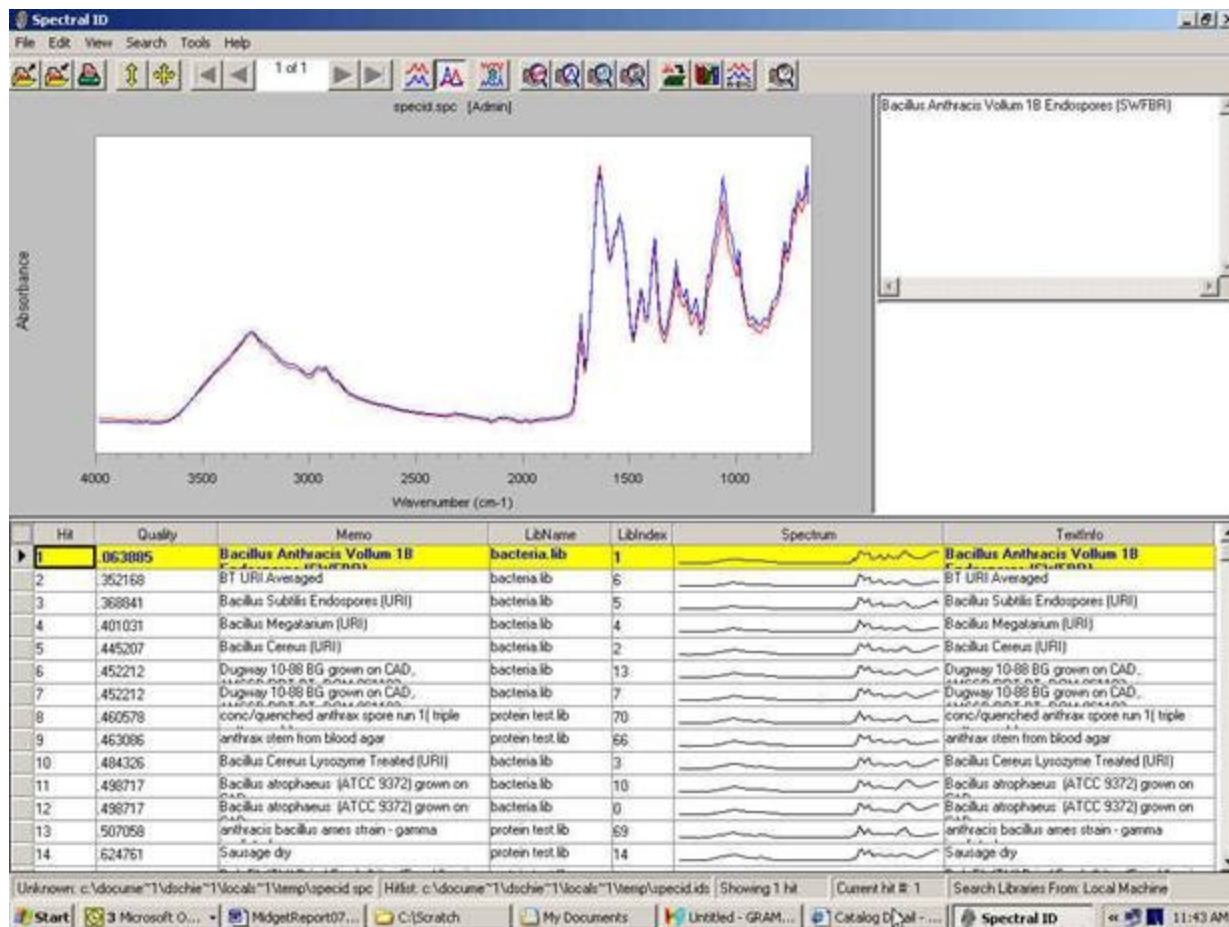 Spectral ID
File Edit View Search Tools Help
1 of 1
specid.spc [Admin]
Bacillus Anthracis Vollum 1B Endospores (SWFBR)
Absorbance
4000 3500 3000 2500 2000 1500 1000
Wavenumber (cm-1)
Hit Quality Memo LibName LibIndex Spectrum TextInfo
1 .063885 Bacillus Anthracis Vollum 1B bacteria.lib 1 Bacillus Anthracis Vollum 1B
2 .352168 BT URI Averaged bacteria.lib 6 BT URI Averaged
3 .368841 Bacillus Subtilis Endospores (URI) bacteria.lib 5 Bacillus Subtilis Endospores (URI)
4 .401031 Bacillus Megatarium (URI) bacteria.lib 4 Bacillus Megatarium (URI)
5 .445207 Bacillus Cereus (URI) bacteria.lib 2 Bacillus Cereus (URI)
6 .452212 Dugway 10-88 BG grown on CAD, bacteria.lib 13 Dugway 10-88 BG grown on CAD,
7 .452212 Dugway 10-88 BG grown on CAD, bacteria.lib 7 Dugway 10-88 BG grown on CAD,
8 .460578 conc/quenched anthrax spore run 1( triple protein test.lib 70 conc/quenched anthrax spore run 1( triple
9 .463086 anthrax stern from blood agar protein test.lib 66 anthrax stern from blood agar
10 .484326 Bacillus Cereus Lysozyme Treated (URI) bacteria.lib 3 Bacillus Cereus Lysozyme Treated (URI)
11 .498717 Bacillus atrophaeus (ATCC 9372) grown on bacteria.lib 10 Bacillus atrophaeus (ATCC 9372) grown on
12 .498717 Bacillus atrophaeus (ATCC 9372) grown on bacteria.lib 0 Bacillus atrophaeus (ATCC 9372) grown on
13 .507058 anthracis bacillus ames strain - gamma protein test.lib 69 anthracis bacillus ames strain - gamma
14 .624761 Sausage dry protein test.lib 14 Sausage dry
Unknown: c:\docume~1\dschie~1\locals~1\temp\specid.spc Hitlist: c:\docume~1\dschie~1\locals~1\temp\specid.ids Showing 1 hit Current hit #: 1 Search Libraries From: Local Machine
Start 3 Microsoft O... MidgetReport07... C:\Scratch My Documents Untitled - GRAM... Catalog Detail - ... Spectral ID 11:43 AM